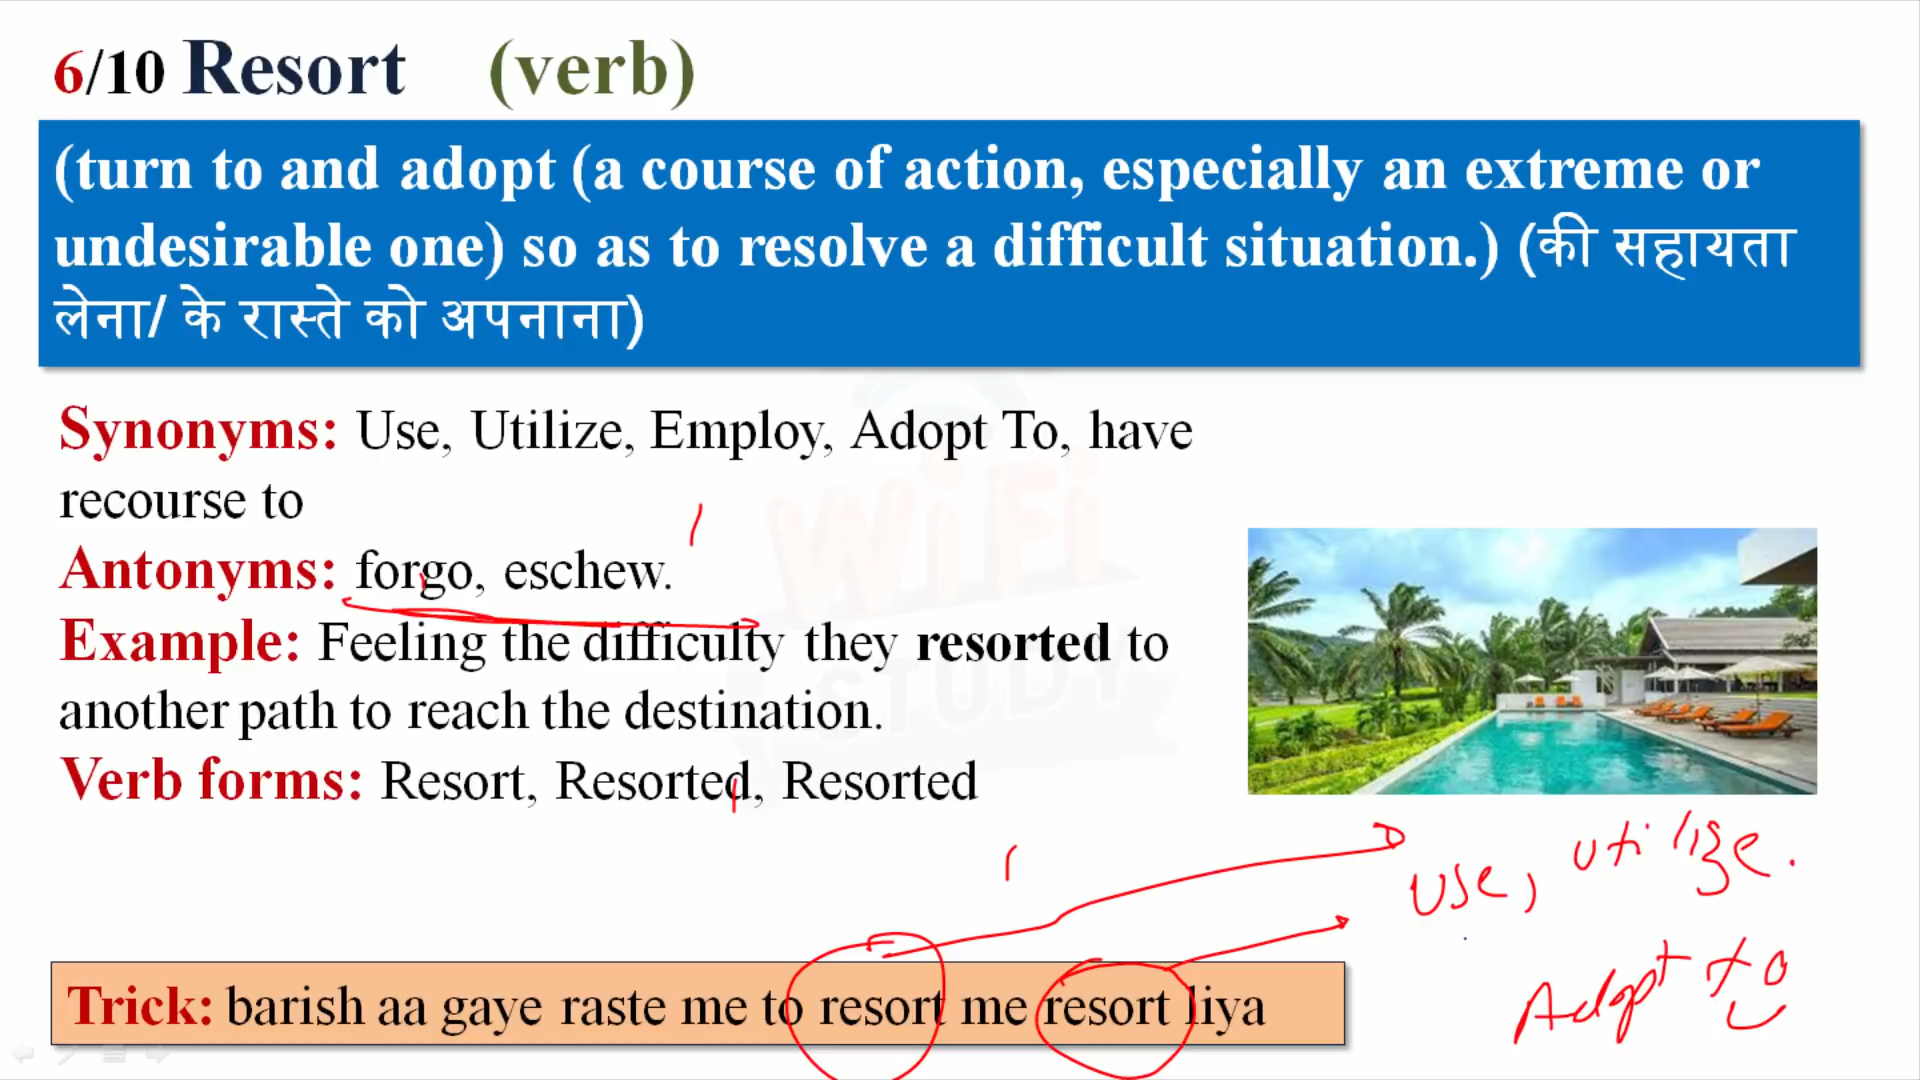 6/10 Resort (verb)
(turn to and adopt (a course of action, especially an extreme or
undesirable one) so as to resolve a difficult situation.) (की सहायता
लेना/ के रास्ते को अपनाना)
Synonyms: Use, Utilize, Employ, Adopt To, have
recourse to
Antonyms: forgo, eschew.
Example: Feeling the difficulty they resorted to
another path to reach the destination.
Verb forms: Resort, Resorted, Resorted
use, utilize.
Adopt to
Trick: barish aa gaye raste me to resort me resort liya
WiFi
STUDY